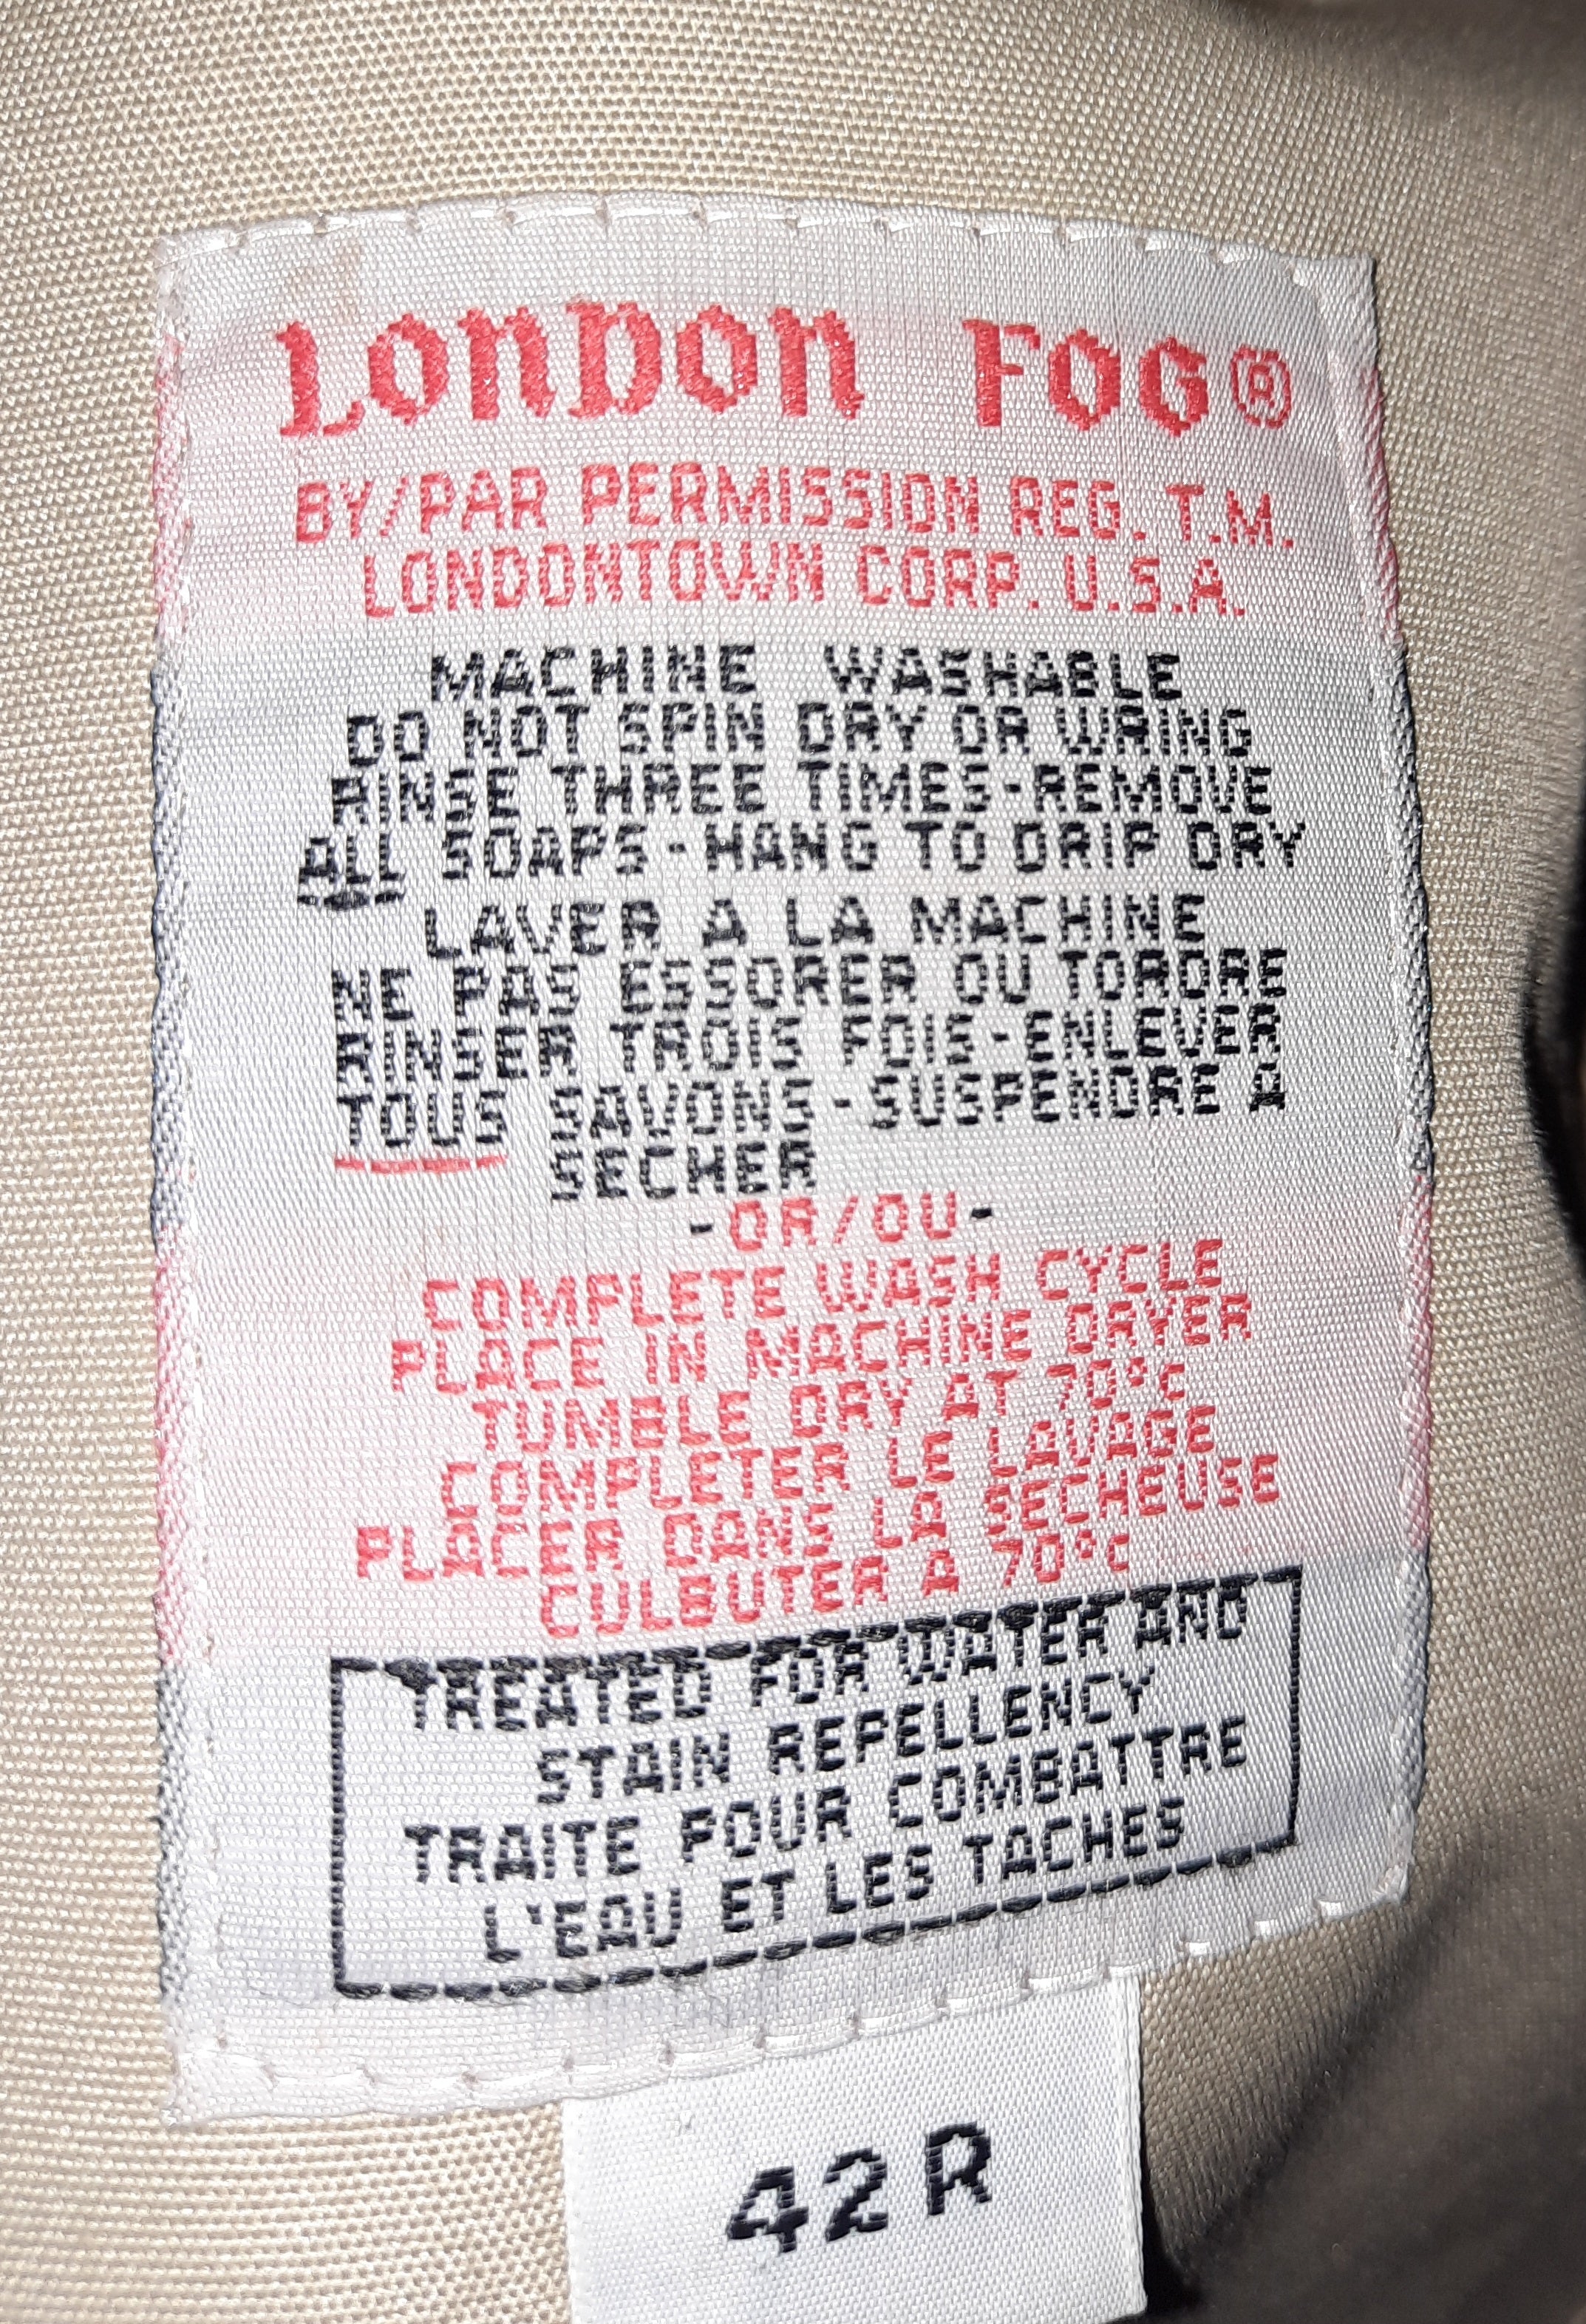 LONDON FOG®
BY/PAR PERMISSION REG. T.M.
LONDONTOWN CORP. U.S.A.
MACHINE WASHABLE
DO NOT SPIN DRY OR WRING
RINSE THREE TIMES-REMOVE
ALL SOAPS-HANG TO DRIP DRY
LAVER A LA MACHINE
NE PAS ESSORER OU TORDRE
RINSER TROIS FOIS-ENLEVER
TOUS SAVONS-SUSPENDRE A
SECHER
-OR/OU-
COMPLETE WASH CYCLE
PLACE IN MACHINE DRYER
TUMBLE DRY AT 70°C
COMPLETER LE LAVAGE
PLACER DANS LA SECHEUSE
CULBUTER A 70°C
TREATED FOR WATER AND
STAIN REPELLENCY
TRAITE POUR COMBATTRE
L'EAU ET LES TACHES
42 R